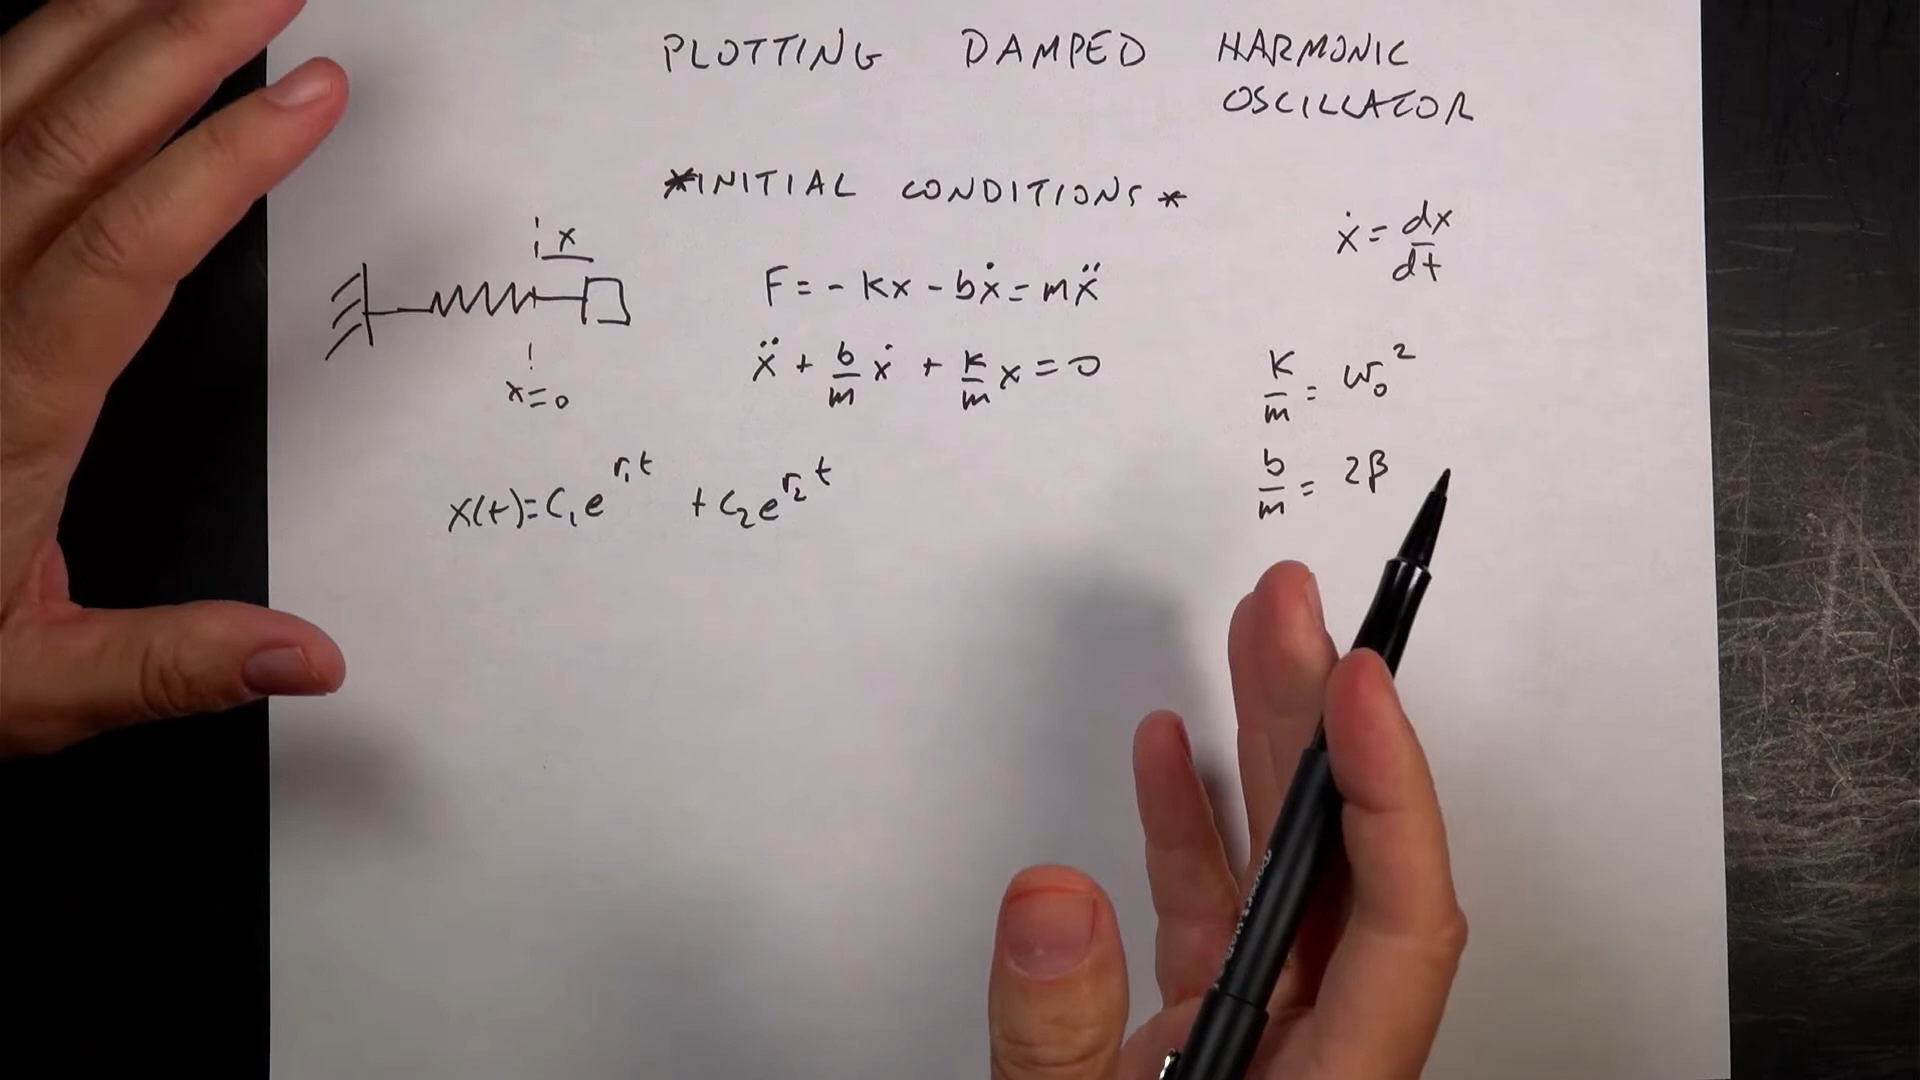 PLOTTING DAMPED HARMONIC
OSCILLATOR
*INITIAL CONDITIONS*
ẋ = dx/dt
x
F = - kx - bẋ = mẍ
ẍ + b/m ẋ + k/m x = 0
k/m = ω₀²
x=0
b/m = 2β
x(t) = C₁e^(r₁t) + C₂e^(r₂t)